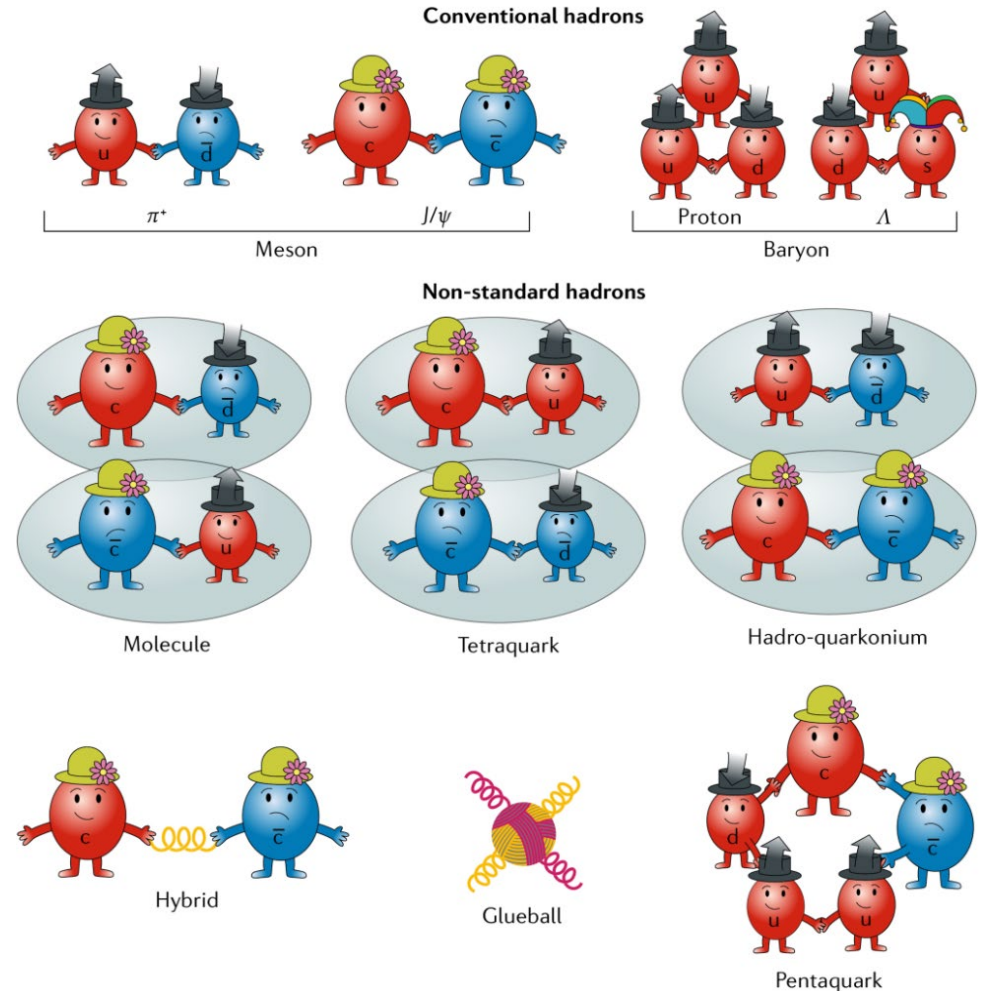 Conventional hadrons
u d̅ c c̅ u u d u d s
π⁺ J/ψ Proton Λ
Meson Baryon
Non-standard hadrons
c d̅ c u u d̅
c̅ u c̅ d̅ c c̅
Molecule Tetraquark Hadro-quarkonium
c c̅ c d c̅ u u
Hybrid Glueball Pentaquark